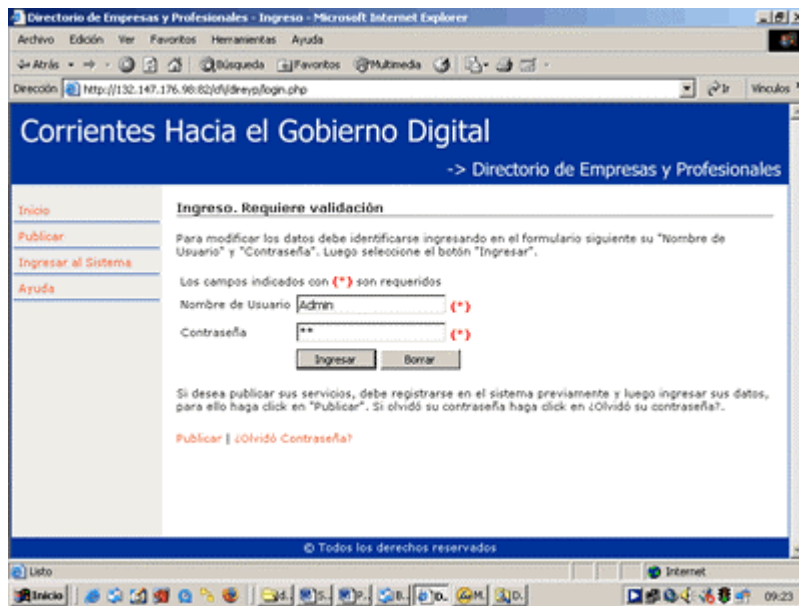 Directorio de Empresas y Profesionales - Ingreso - Microsoft Internet Explorer
Archivo Edición Ver Favoritos Herramientas Ayuda
Atrás Búsqueda Favoritos Multimedia
Dirección http://132.147.176.98:82/dfi/dreyp/login.php Ir Vínculos
Corrientes Hacia el Gobierno Digital
-> Directorio de Empresas y Profesionales
Inicio
Publicar
Ingresar al Sistema
Ayuda
Ingreso. Requiere validación
Para modificar los datos debe identificarse ingresando en el formulario siguiente su "Nombre de
Usuario" y "Contraseña". Luego seleccione el botón "Ingresar".
Los campos indicados con (*) son requeridos
Nombre de Usuario Admin (*)
Contraseña ** (*)
Ingresar Borrar
Si desea publicar sus servicios, debe registrarse en el sistema previamente y luego ingresar sus datos,
para ello haga click en "Publicar". Si olvidó su contraseña haga click en ¿Olvidó su contraseña?.
Publicar | ¿Olvidó Contraseña?
© Todos los derechos reservados
Listo Internet
Inicio d. S. P. B. D. M. D. 09:23